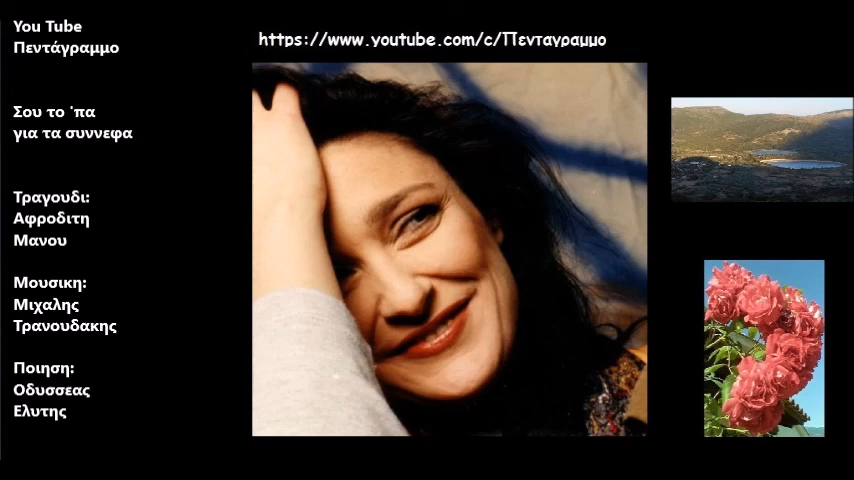 You Tube
Πεντάγραμμο
https://www.youtube.com/c/Πενταγραμμο
Σου το 'πα
για τα συννεφα
Τραγουδι:
Αφροδιτη
Μανου
Μουσικη:
Μιχαλης
Τρανουδακης
Ποιηση:
Οδυσσεας
Ελυτης